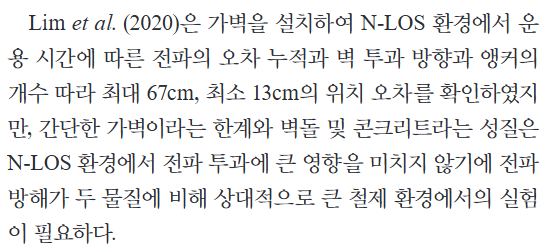 Lim et al. (2020)은 가벽을 설치하여 N-LOS 환경에서 운
용 시간에 따른 전파의 오차 누적과 벽 투과 방향과 앵커의
개수 따라 최대 67cm, 최소 13cm의 위치 오차를 확인하였지
만, 간단한 가벽이라는 한계와 벽돌 및 콘크리트라는 성질은
N-LOS 환경에서 전파 투과에 큰 영향을 미치지 않기에 전파
방해가 두 물질에 비해 상대적으로 큰 철제 환경에서의 실험
이 필요하다.